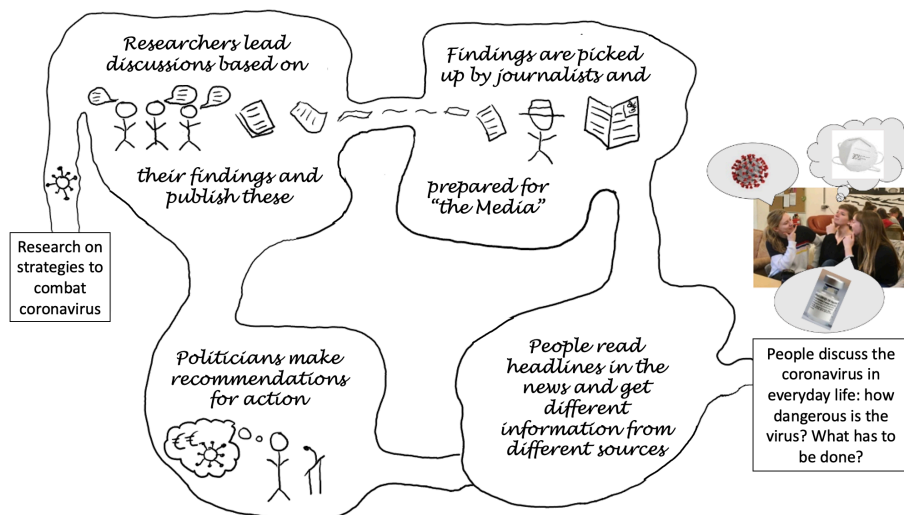 Researchers lead
discussions based on
their findings and
publish these
Findings are picked
up by journalists and
prepared for
"the Media"
Research on
strategies to
combat
coronavirus
Politicians make
recommendations
for action
People read
headlines in the
news and get
different
information from
different sources
People discuss the
coronavirus in
everyday life: how
dangerous is the
virus? What has to
be done?